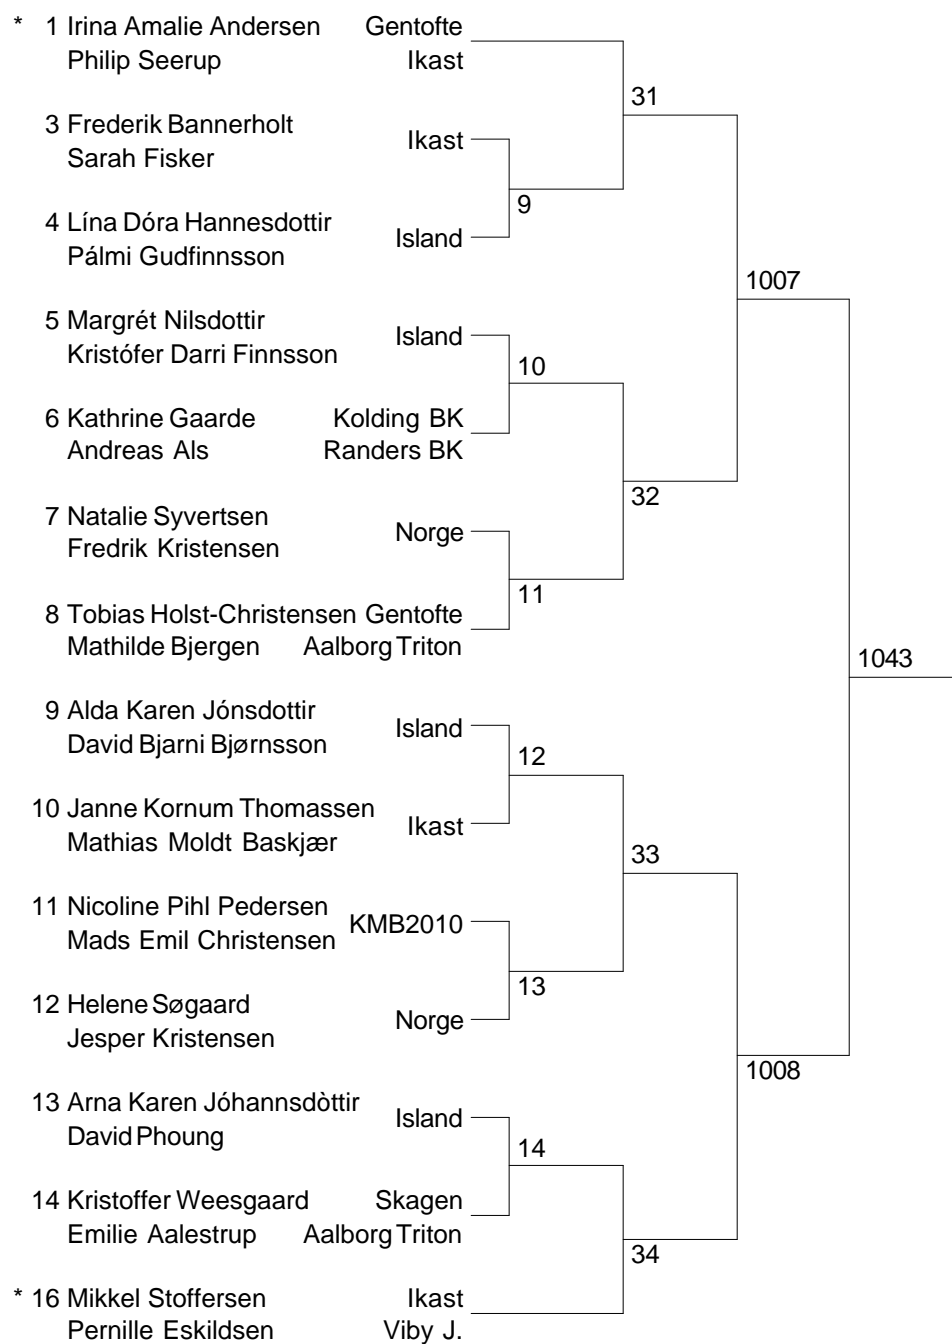 * 1 Irina Amalie Andersen Gentofte
Philip Seerup Ikast
31
3 Frederik Bannerholt
Ikast
Sarah Fisker
9
4 Lína Dóra Hannesdottir
Island
Pálmi Gudfinnsson
1007
5 Margrét Nilsdottir
Island
Kristófer Darri Finnsson
10
6 Kathrine Gaarde Kolding BK
Andreas Als Randers BK
32
7 Natalie Syvertsen
Norge
Fredrik Kristensen
11
8 Tobias Holst-Christensen Gentofte
Mathilde Bjergen Aalborg Triton
1043
9 Alda Karen Jónsdottir
Island
David Bjarni Bjørnsson
12
10 Janne Kornum Thomassen
Ikast
Mathias Moldt Baskjær
33
11 Nicoline Pihl Pedersen
KMB2010
Mads Emil Christensen
13
12 Helene Søgaard
Norge
Jesper Kristensen
1008
13 Arna Karen Jóhannsdòttir
Island
David Phoung
14
14 Kristoffer Weesgaard Skagen
Emilie Aalestrup Aalborg Triton
34
* 16 Mikkel Stoffersen Ikast
Pernille Eskildsen Viby J.